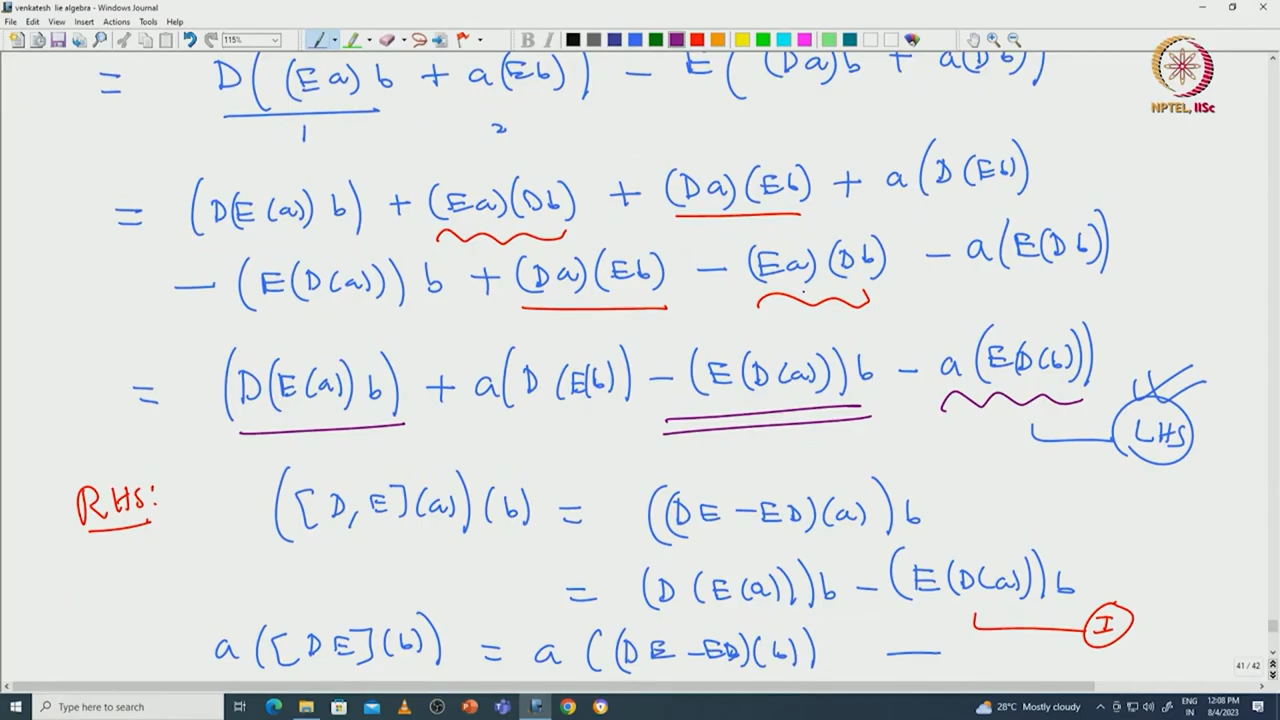 venkatesh lie algebra - Windows Journal
File Edit View Insert Actions Tools Help
115%
= D((Ea)b + a(Eb)) - E((Da)b + a(Db))
1 2
= (D(E(a))b) + (Ea)(Db) + (Da)(Eb) + a(D(Eb))
- (E(D(a)))b + (Da)(Eb) - (Ea)(Db) - a(E(Db))
= (D(E(a))b) + a(D(E(b)) - (E(D(a)))b - a(E(D(b)))
LHS
RHS: ([D,E](a))(b) = ((DE-ED)(a))b
= (D(E(a)))b - (E(D(a)))b
I
a([DE](b)) = a((DE-ED)(b)) —
NPTEL, IISc
41 / 42
Type here to search
28°C Mostly cloudy
ENG
IN
12:08 PM
8/4/2023